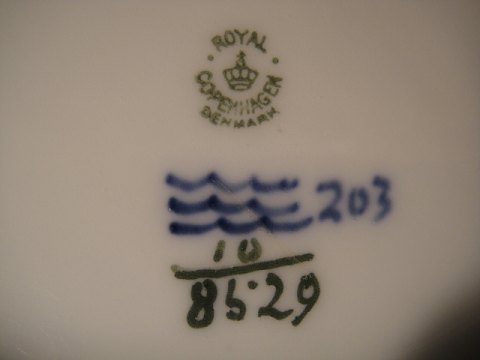 ROYAL
COPENHAGEN
DENMARK
203
10
8529